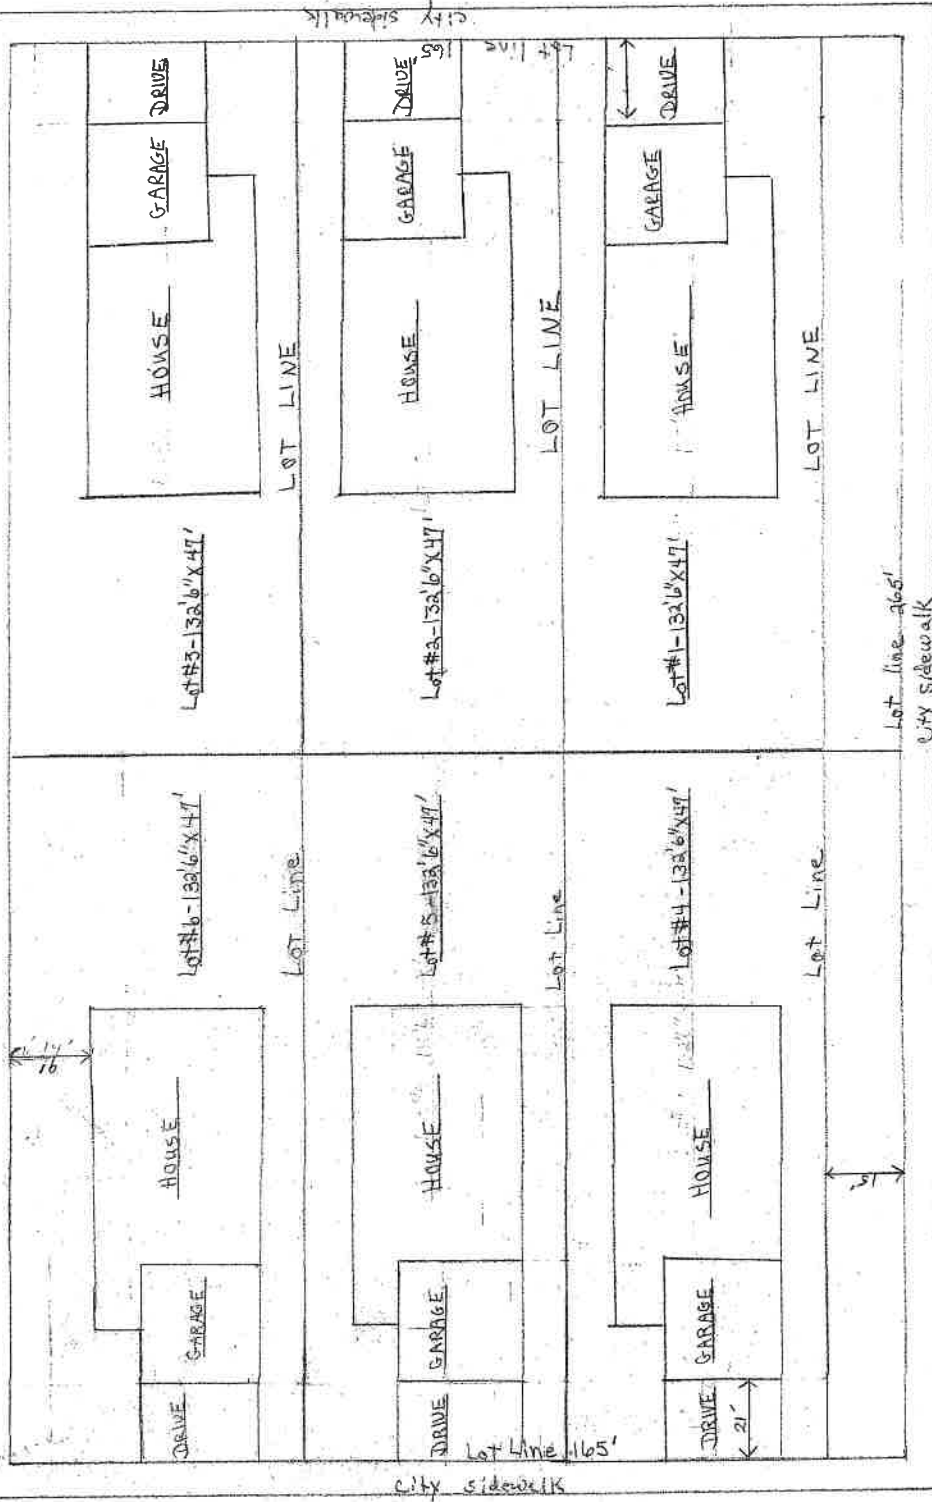 city sidewalk
Lot line 165'
DRIVE
GARAGE
HOUSE
LOT LINE
Lot #3-132'6"X47'
DRIVE
GARAGE
HOUSE
LOT LINE
Lot #2-132'6"X47'
DRIVE
GARAGE
HOUSE
LOT LINE
Lot #1-132'6"X47'
Lot line 265'
City sidewalk
Lot #6-132'6"X47'
Lot Line
HOUSE
GARAGE
DRIVE
Lot #5-132'6"X47'
Lot Line
HOUSE
GARAGE
DRIVE
Lot #4-132'6"X47'
Lot Line
HOUSE
GARAGE
DRIVE
21'
15'
Lot Line 165'
City sidewalk